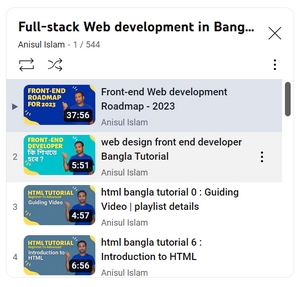 Full-stack Web development in Bang...
Anisul Islam - 1 / 544
FRONT-END
ROADMAP
FOR 2023
37:56
Front-end Web development
Roadmap - 2023
Anisul Islam
2
FRONT-END
DEVELOPER
কি শিখতে
হবে ?
5:51
web design front end developer
Bangla Tutorial
Anisul Islam
3
HTML TUTORIAL
Guiding Video
4:57
html bangla tutorial 0 : Guiding
Video | playlist details
Anisul Islam
4
HTML TUTORIAL
Introduction to
HTML
6:56
html bangla tutorial 6 :
Introduction to HTML
Anisul Islam